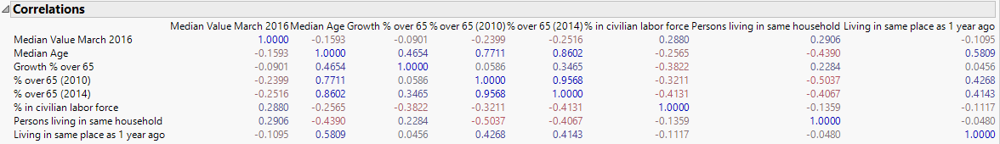 Correlations
Median Value March 2016 Median Age Growth % over 65 % over 65 (2010) % over 65 (2014) % in civilian labor force Persons living in same household Living in same place as 1 year ago
Median Value March 2016 1.0000 -0.1593 -0.0901 -0.2399 -0.2516 0.2880 0.2906 -0.1095
Median Age -0.1593 1.0000 0.4654 0.7711 0.8602 -0.2565 -0.4390 0.5809
Growth % over 65 -0.0901 0.4654 1.0000 0.0586 0.3465 -0.3822 0.2284 0.0456
% over 65 (2010) -0.2399 0.7711 0.0586 1.0000 0.9568 -0.3211 -0.5037 0.4268
% over 65 (2014) -0.2516 0.8602 0.3465 0.9568 1.0000 -0.4131 -0.4067 0.4143
% in civilian labor force 0.2880 -0.2565 -0.3822 -0.3211 -0.4131 1.0000 -0.1359 -0.1117
Persons living in same household 0.2906 -0.4390 0.2284 -0.5037 -0.4067 -0.1359 1.0000 -0.0480
Living in same place as 1 year ago -0.1095 0.5809 0.0456 0.4268 0.4143 -0.1117 -0.0480 1.0000